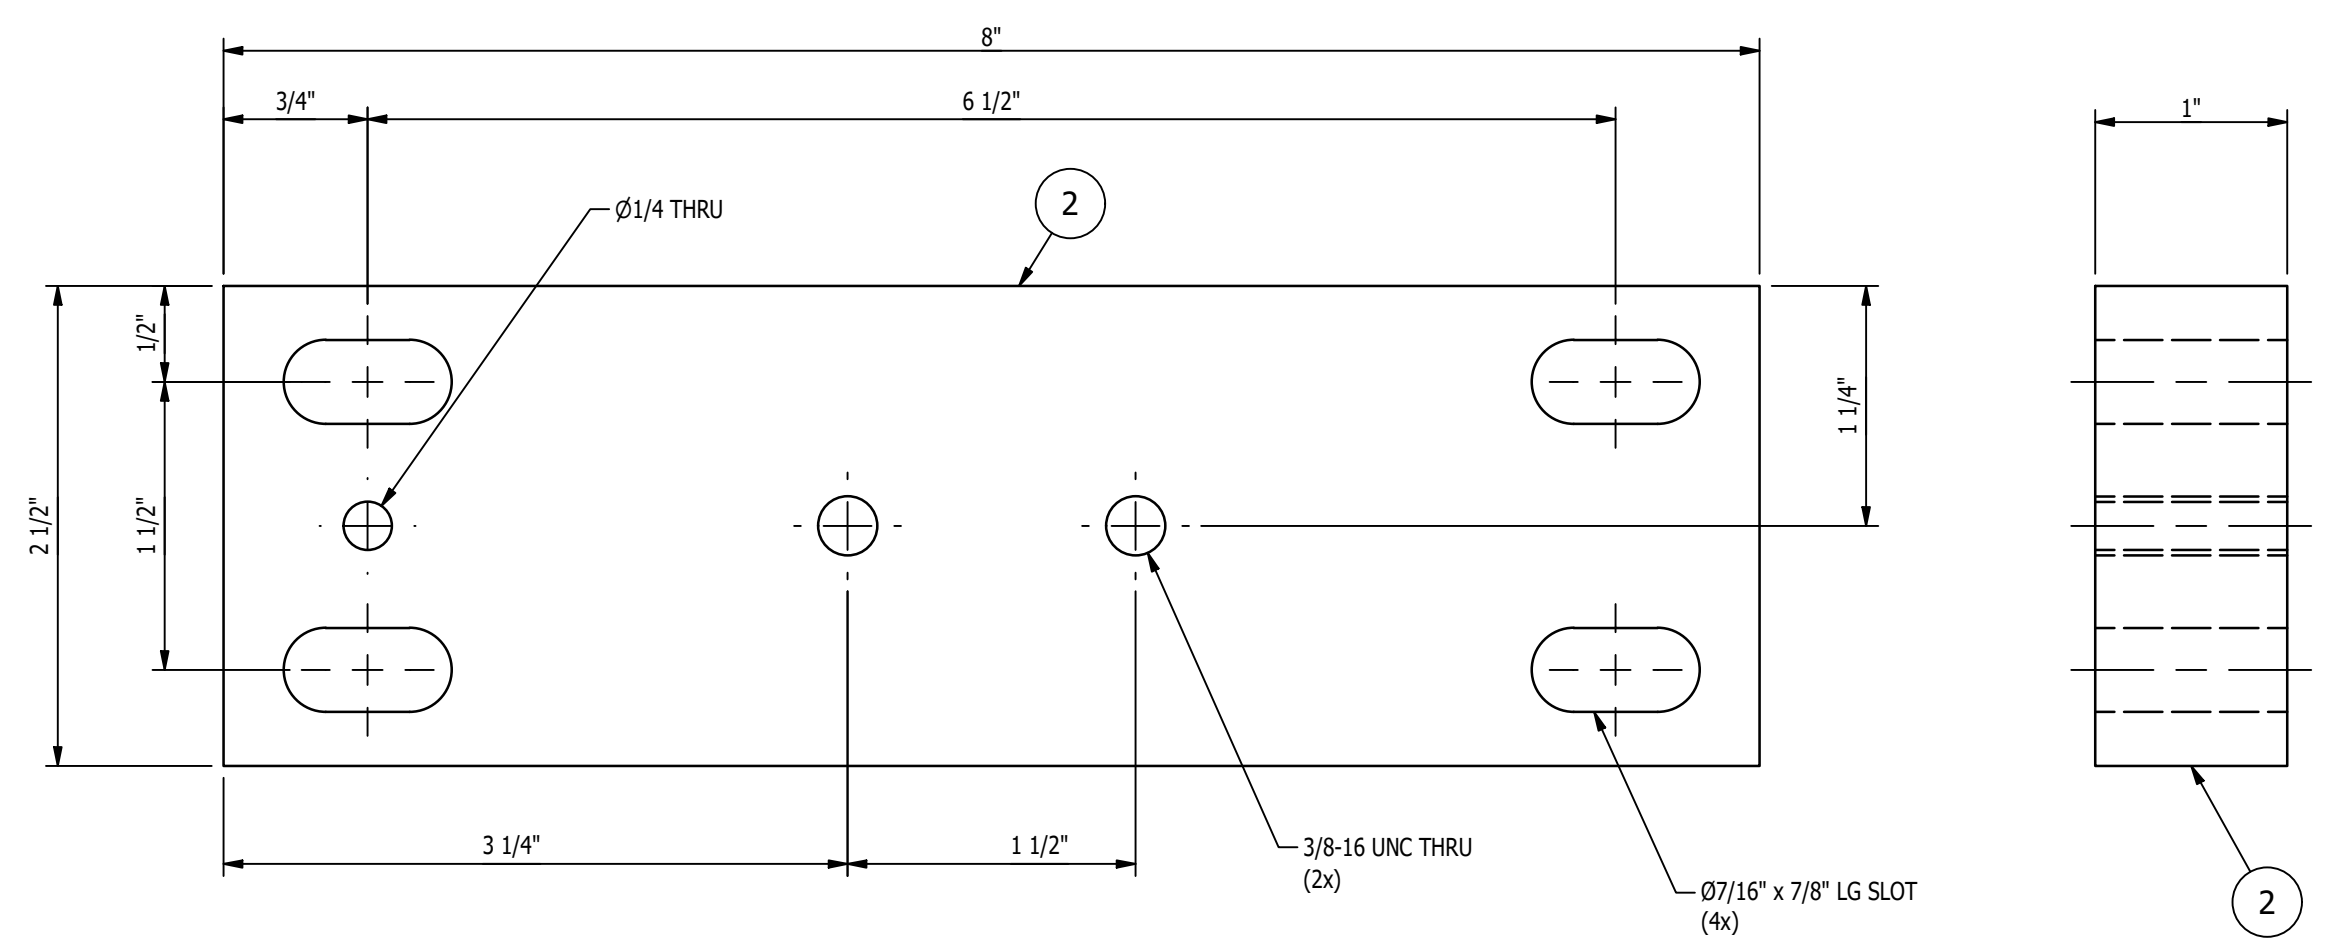 8"
3/4"
6 1/2"
1"
Ø1/4 THRU
2
1/2"
1 1/4"
2 1/2"
1 1/2"
3 1/4"
1 1/2"
3/8-16 UNC THRU
(2x)
Ø7/16" x 7/8" LG SLOT
(4x)
2